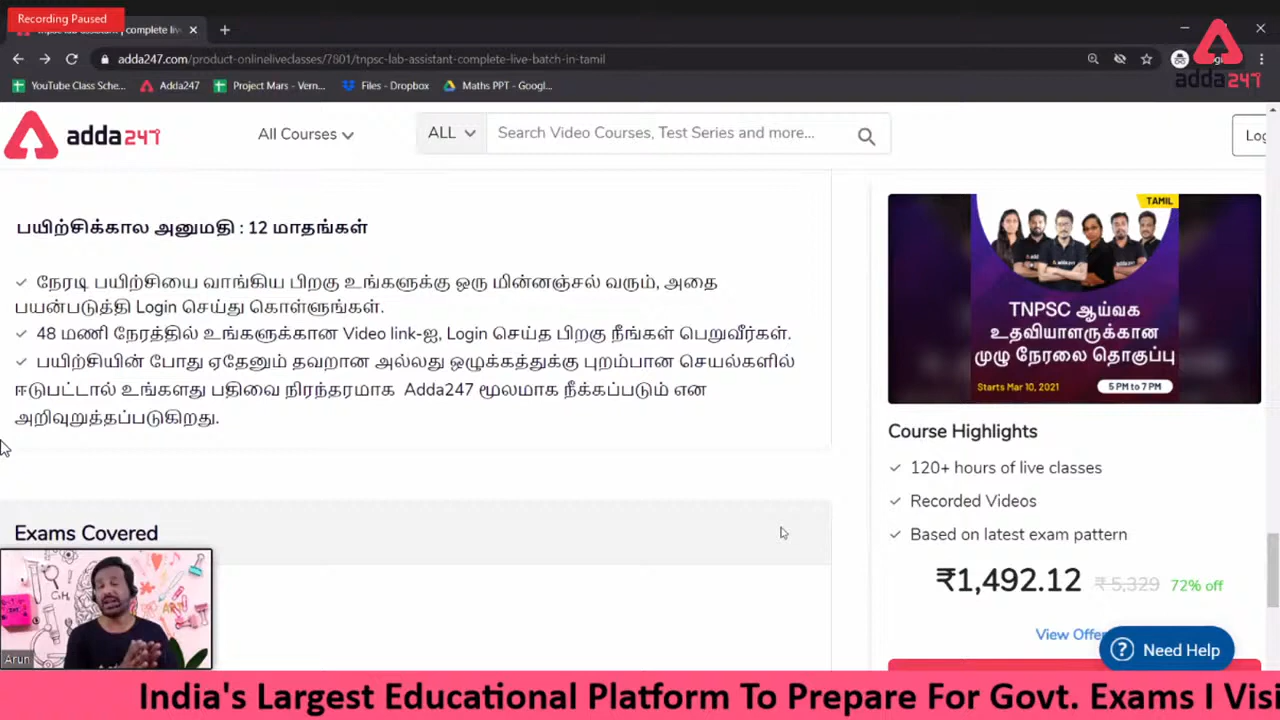 Recording Paused
complete liv
adda247.com/product-onlineliveclasses/7801/tnpsc-lab-assistant-complete-live-batch-in-tamil
YouTube Class Sche... Adda247 Project Mars - Vern... Files - Dropbox Maths PPT - Googl...
adda247
adda247 All Courses ALL Search Video Courses, Test Series and more... Log
பயிற்சிக்கால அனுமதி : 12 மாதங்கள்
✓ நேரடி பயிற்சியை வாங்கிய பிறகு உங்களுக்கு ஒரு மின்னஞ்சல் வரும், அதை
பயன்படுத்தி Login செய்து கொள்ளுங்கள்.
✓ 48 மணி நேரத்தில் உங்களுக்கான Video link-ஐ, Login செய்த பிறகு நீங்கள் பெறுவீர்கள்.
✓ பயிற்சியின் போது ஏதேனும் தவறான அல்லது ஒழுக்கத்துக்கு புறம்பான செயல்களில்
ஈடுபட்டால் உங்களது பதிவை நிரந்தரமாக Adda247 மூலமாக நீக்கப்படும் என
அறிவுறுத்தப்படுகிறது.
Exams Covered
Arun
TAMIL
TNPSC ஆய்வக
உதவியாளருக்கான
முழு நேரலை தொகுப்பு
Starts Mar 10, 2021 5 PM to 7 PM
Course Highlights
✓ 120+ hours of live classes
✓ Recorded Videos
✓ Based on latest exam pattern
₹1,492.12 ₹ 5,329 72% off
View Offer
Need Help
India's Largest Educational Platform To Prepare For Govt. Exams I Visi